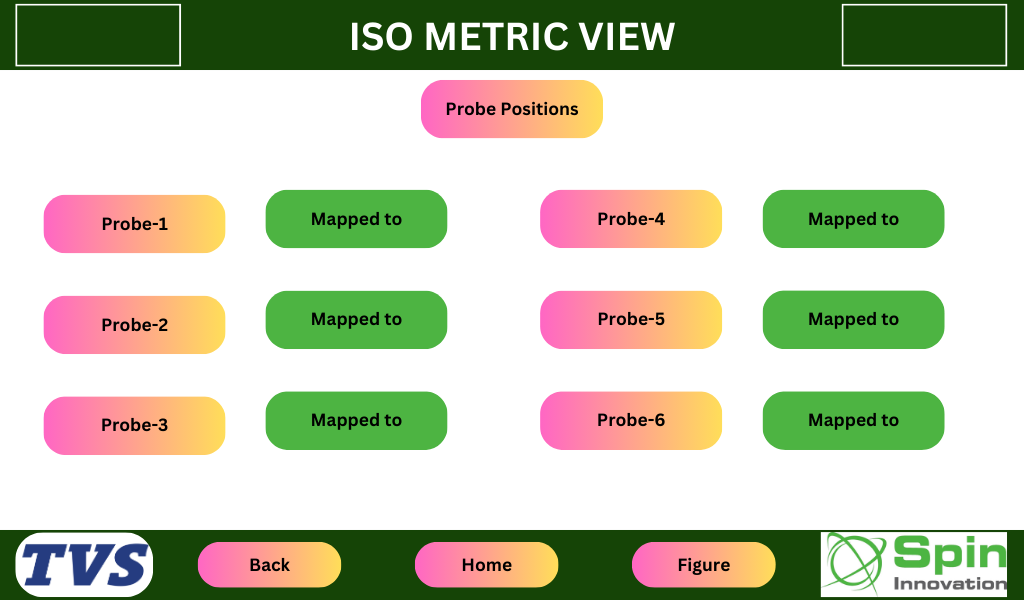 ISO METRIC VIEW
Probe Positions
Probe-1
Mapped to
Probe-4
Mapped to
Probe-2
Mapped to
Probe-5
Mapped to
Probe-3
Mapped to
Probe-6
Mapped to
TVS
Back
Home
Figure
Spin
Innovation